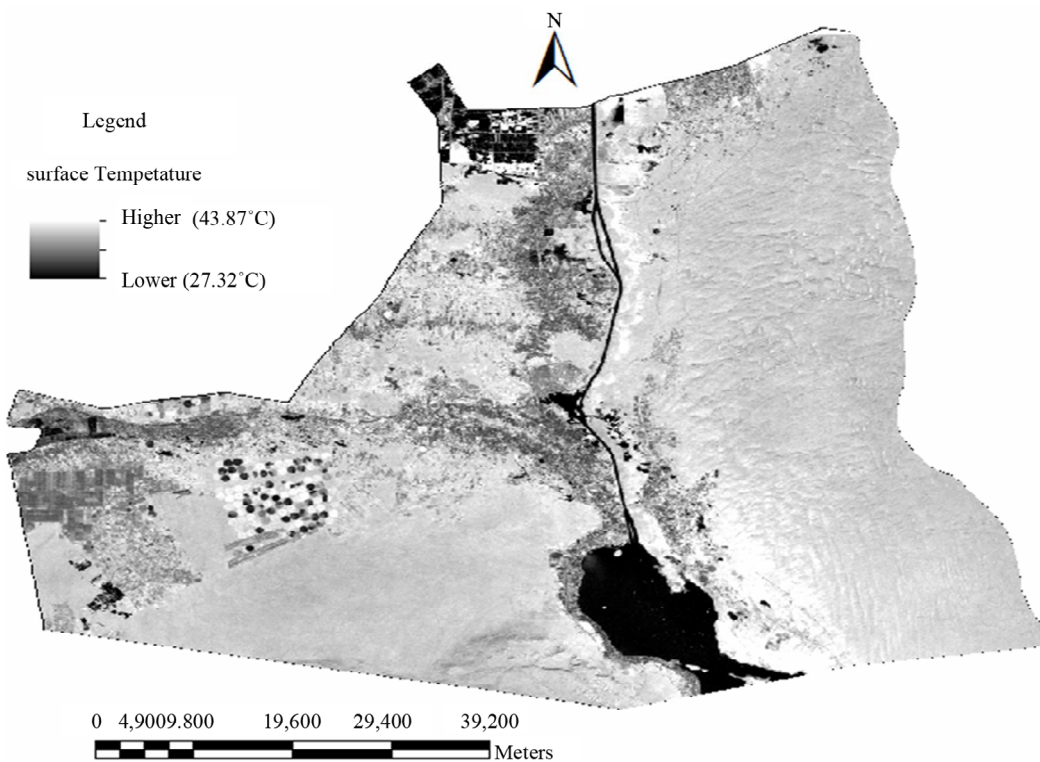 N
Legend
surface Tempetature
Higher (43.87˚C)
Lower (27.32˚C)
0 4,9009.800 19,600 29,400 39,200
Meters